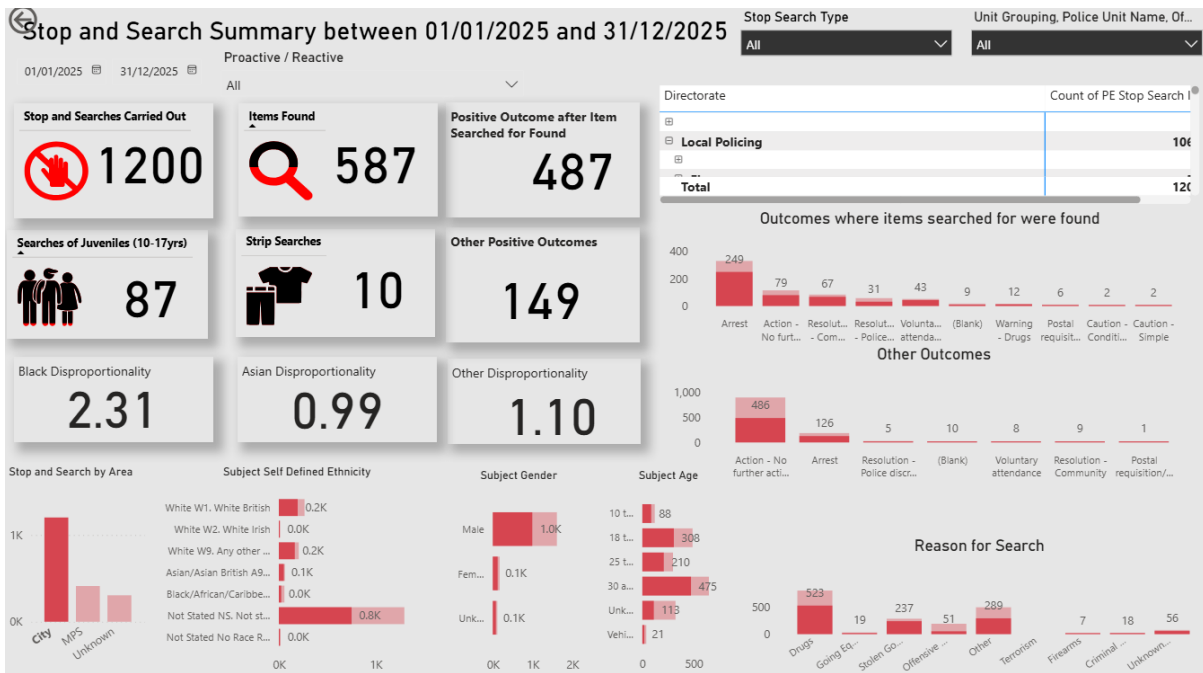 Stop and Search Summary between 01/01/2025 and 31/12/2025
Stop Search Type
All
Unit Grouping, Police Unit Name, Of...
All
01/01/2025
31/12/2025
Proactive / Reactive
All
Stop and Searches Carried Out
1200
Items Found
587
Positive Outcome after Item
Searched for Found
487
Searches of Juveniles (10-17yrs)
87
Strip Searches
10
Other Positive Outcomes
149
Black Disproportionality
2.31
Asian Disproportionality
0.99
Other Disproportionality
1.10
Directorate
Count of PE Stop Search
Local Policing
106
Total
120
Outcomes where items searched for were found
400
200
0
249
79
67
31
43
9
12
6
2
2
Arrest
Action -
No furt...
Resolut...
- Com...
Resolut...
- Police...
Volunta...
attenda...
(Blank)
Warning
- Drugs
Postal
requisit...
Caution -
Conditi...
Caution -
Simple
Other Outcomes
1,000
500
0
486
126
5
10
8
9
1
Action - No
further acti...
Arrest
Resolution -
Police discr...
(Blank)
Voluntary
attendance
Resolution -
Community
Postal
requisition/...
Stop and Search by Area
1K
0K
City
MPS
Unknown
Subject Self Defined Ethnicity
White W1. White British
0.2K
White W2. White Irish
0.0K
White W9. Any other ...
0.2K
Asian/Asian British A9...
0.1K
Black/African/Caribbe...
0.0K
Not Stated NS. Not st...
0.8K
Not Stated No Race R...
0.0K
0K
1K
Subject Gender
Male
1.0K
Fem...
0.1K
Unk...
0.1K
0K
1K
2K
Subject Age
10 t...
88
18 t...
308
25 t...
210
30 a...
475
Unk...
113
Vehi...
21
0
500
Reason for Search
500
0
523
19
237
51
289
7
18
56
Drugs
Going Eq...
Stolen Go...
Offensive ...
Other
Terrorism
Firearms
Criminal ...
Unknown...